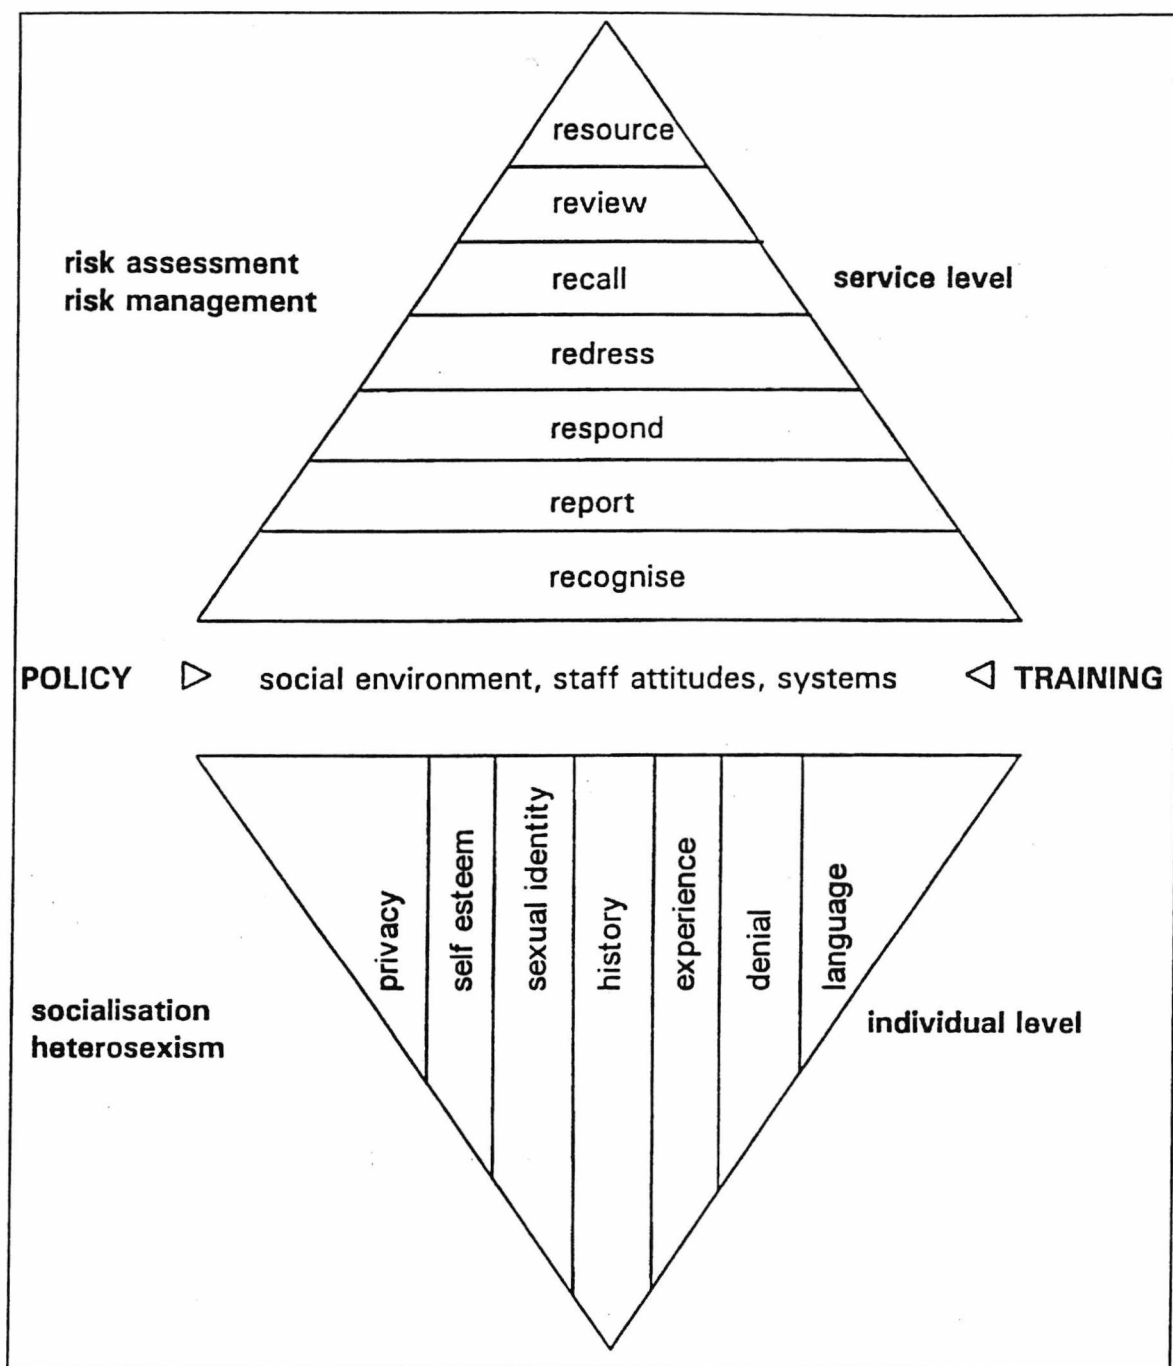 resource
review
risk assessment
risk management
recall
service level
redress
respond
report
recognise
POLICY social environment, staff attitudes, systems TRAINING
privacy
self esteem
sexual identity
history
experience
denial
language
socialisation
heterosexism
individual level